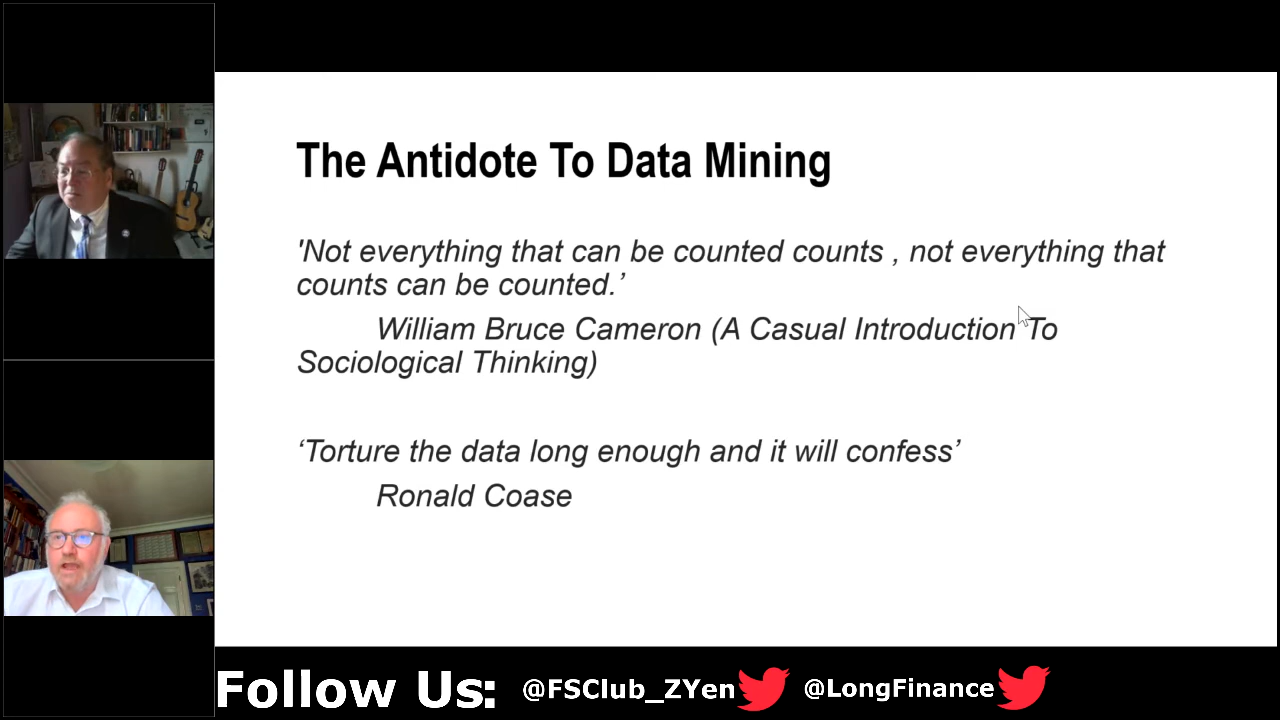 The Antidote To Data Mining
'Not everything that can be counted counts , not everything that
counts can be counted.’
William Bruce Cameron (A Casual Introduction To
Sociological Thinking)
‘Torture the data long enough and it will confess’
Ronald Coase
Follow Us: @FSClub_ZYen @LongFinance